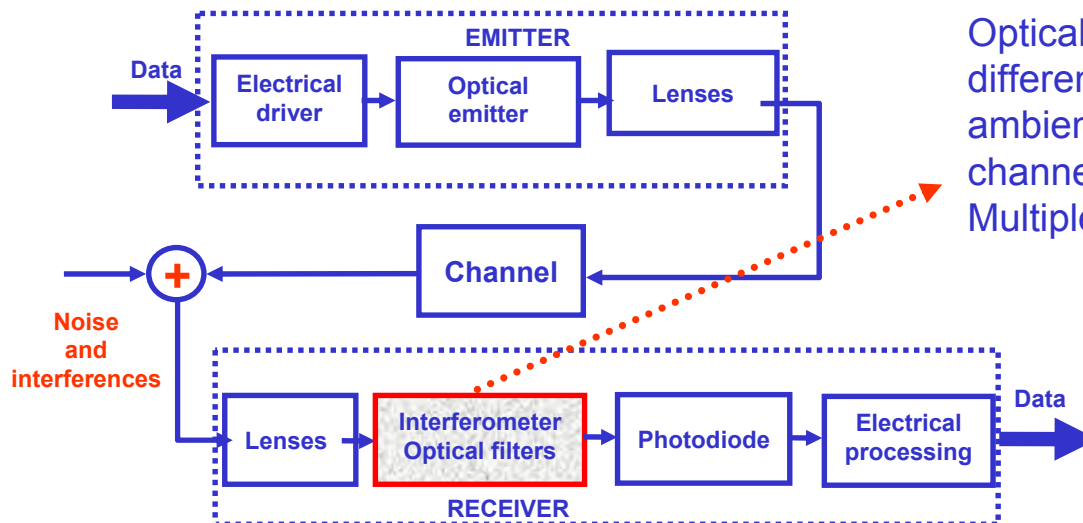 EMITTER
Data
Electrical
driver
Optical
emitter
Lenses
Optical
differen
ambien
channe
Multiple
Channel
+
Noise
and
interferences
Lenses
Interferometer
Optical filters
Photodiode
Electrical
processing
Data
RECEIVER